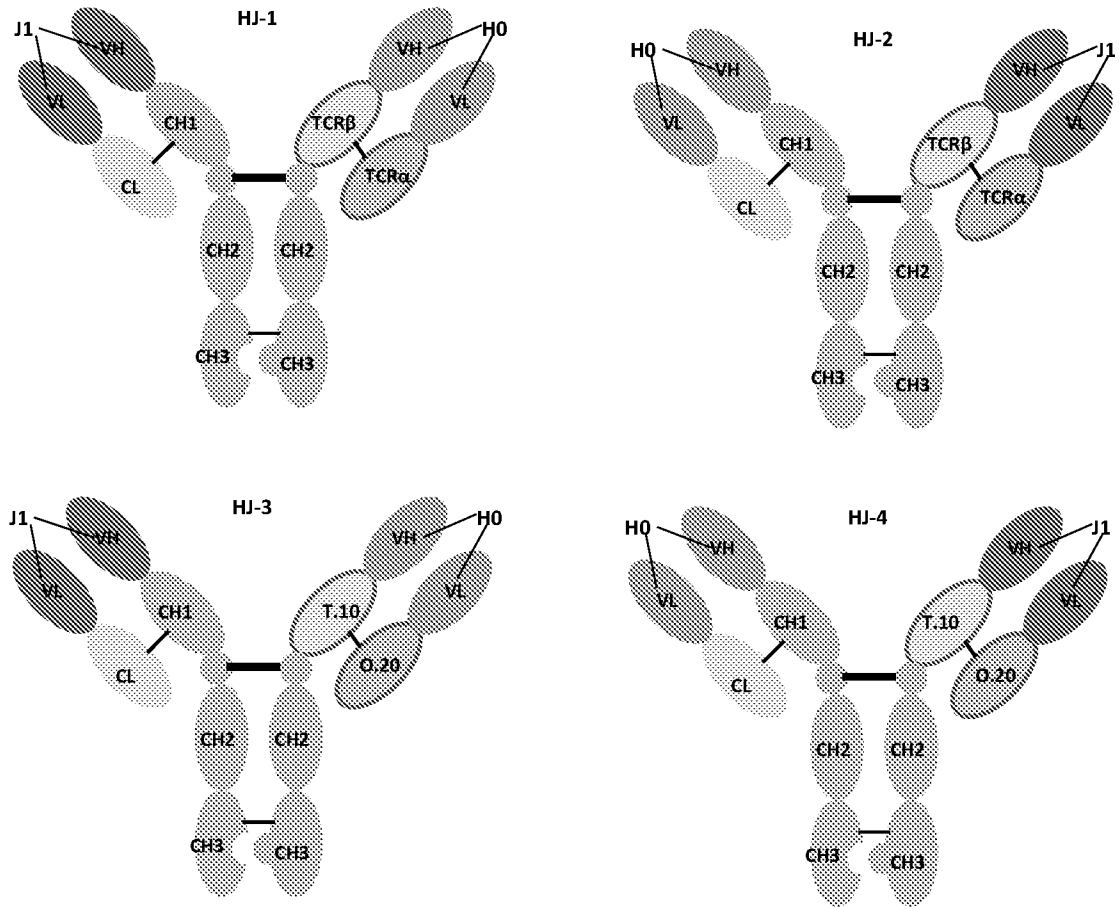 HJ-1
J1
VH
VL
CH1
CL
CH2
CH3
H0
VH
VL
TCRβ
TCRα
CH2
CH3
HJ-2
H0
VH
VL
CH1
CL
CH2
CH3
J1
VH
VL
TCRβ
TCRα
CH2
CH3
HJ-3
J1
VH
VL
CH1
CL
CH2
CH3
H0
VH
VL
T.10
O.20
CH2
CH3
HJ-4
H0
VH
VL
CH1
CL
CH2
CH3
J1
VH
VL
T.10
O.20
CH2
CH3